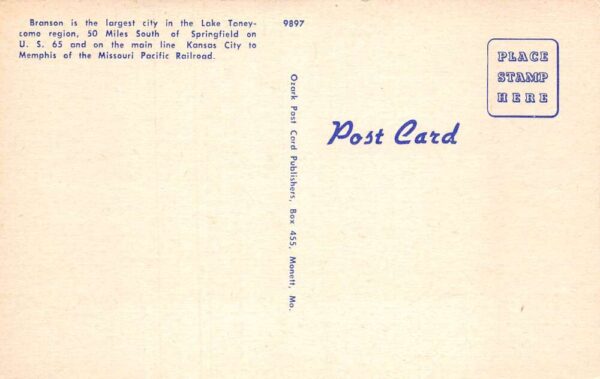 Branson is the largest city in the Lake Taney-
como region, 50 Miles South of Springfield on
U. S. 65 and on the main line Kansas City to
Memphis of the Missouri Pacific Railroad.
9897
Ozark Post Card Publishers, Box 455, Monett, Mo.
Post Card
PLACE
STAMP
HERE